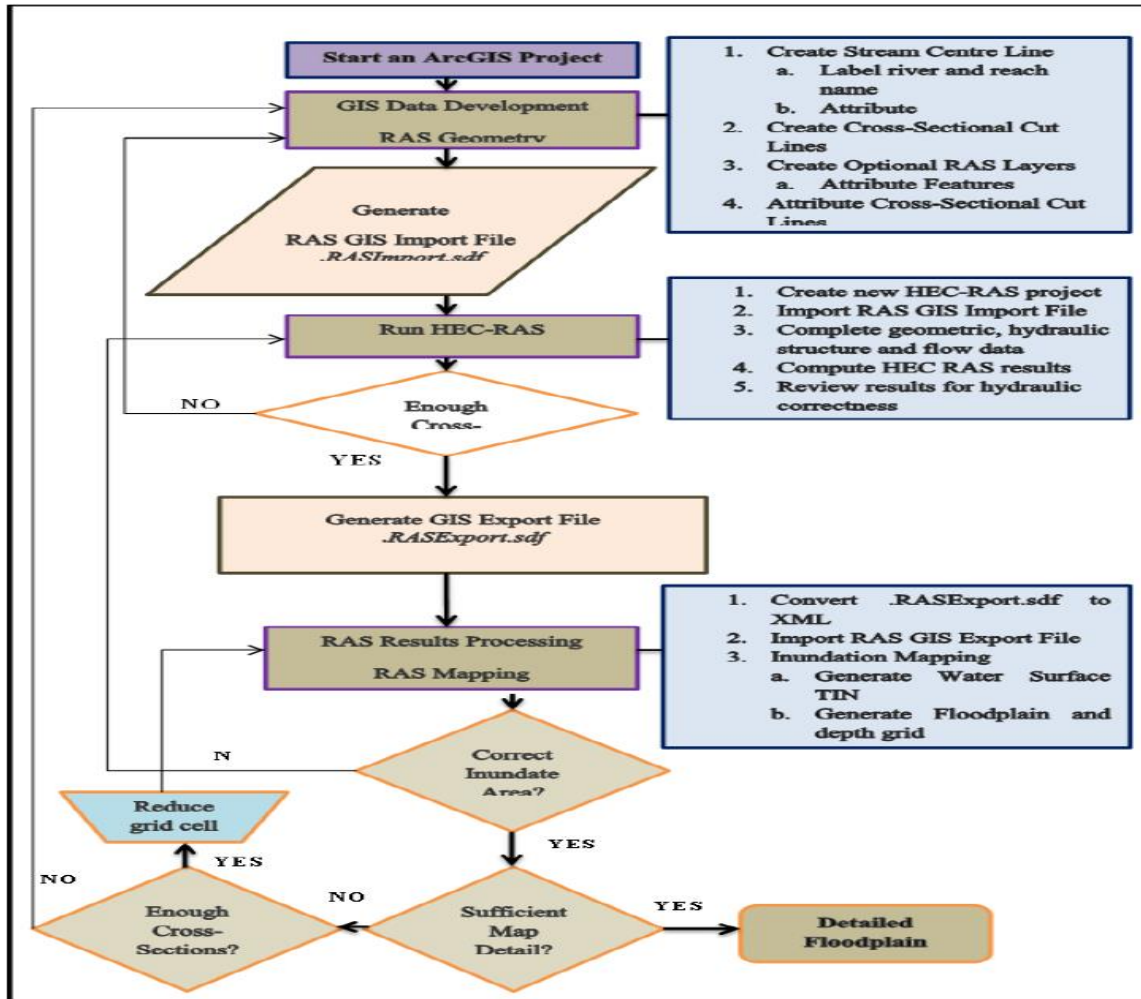 Start an ArcGIS Project
GIS Data Development
RAS Geometry
1. Create Stream Centre Line
a. Label river and reach
name
b. Attribute
2. Create Cross-Sectional Cut
Lines
3. Create Optional RAS Layers
a. Attribute Features
4. Attribute Cross-Sectional Cut
Lines
Generate
RAS GIS Import File
.RASImport.sdf
Run HEC-RAS
1. Create new HEC-RAS project
2. Import RAS GIS Import File
3. Complete geometric, hydraulic
structure and flow data
4. Compute HEC RAS results
5. Review results for hydraulic
correctness
NO
Enough
Cross-
YES
Generate GIS Export File
.RASExport.sdf
RAS Results Processing
RAS Mapping
1. Convert .RASExport.sdf to
XML
2. Import RAS GIS Export File
3. Inundation Mapping
a. Generate Water Surface
TIN
b. Generate Floodplain and
depth grid
N
Correct
Inundate
Area?
Reduce
grid cell
YES
YES
NO
NO
YES
Enough
Cross-
Sections?
Sufficient
Map
Detail?
Detailed
Floodplain